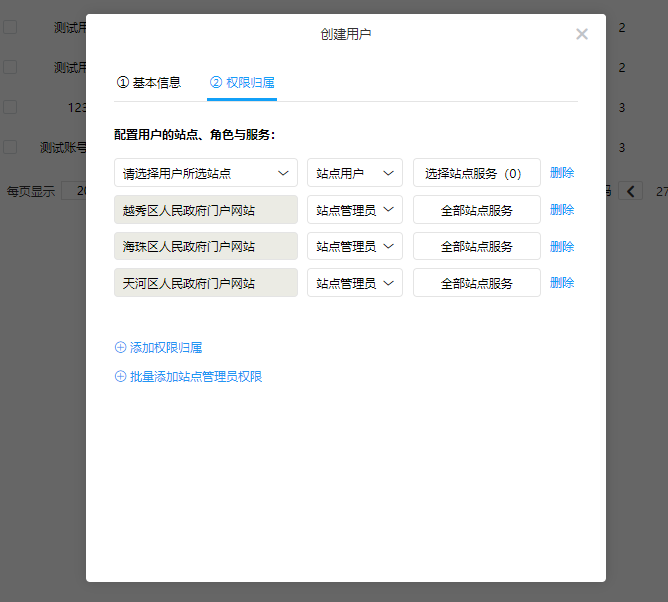 创建用户
测试用
2
测试用
2
① 基本信息
② 权限归属
123
3
配置用户的站点、角色与服务：
测试账号
3
请选择用户所选站点
站点用户
选择站点服务（0）
删除
每页显示
20
码
27
越秀区人民政府门户网站
站点管理员
全部站点服务
删除
海珠区人民政府门户网站
站点管理员
全部站点服务
删除
天河区人民政府门户网站
站点管理员
全部站点服务
删除
添加权限归属
批量添加站点管理员权限